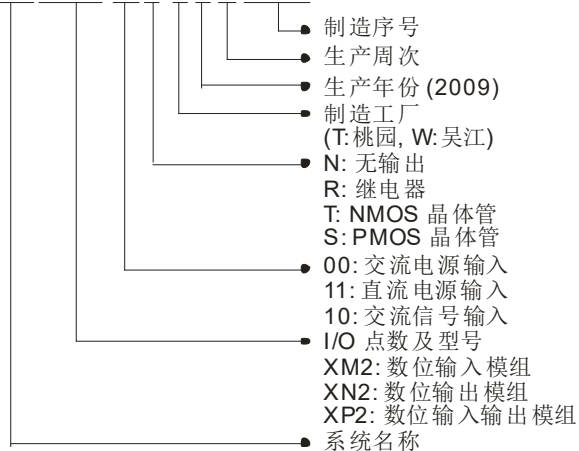 制造序号
生产周次
生产年份 (2009)
制造工厂
(T:桃园, W:吴江)
N: 无输出
R: 继电器
T: NMOS 晶体管
S: PMOS 晶体管
00: 交流电源输入
11: 直流电源输入
10: 交流信号输入
I/O 点数及型号
XM2: 数位输入模组
XN2: 数位输出模组
XP2: 数位输入输出模组
系统名称